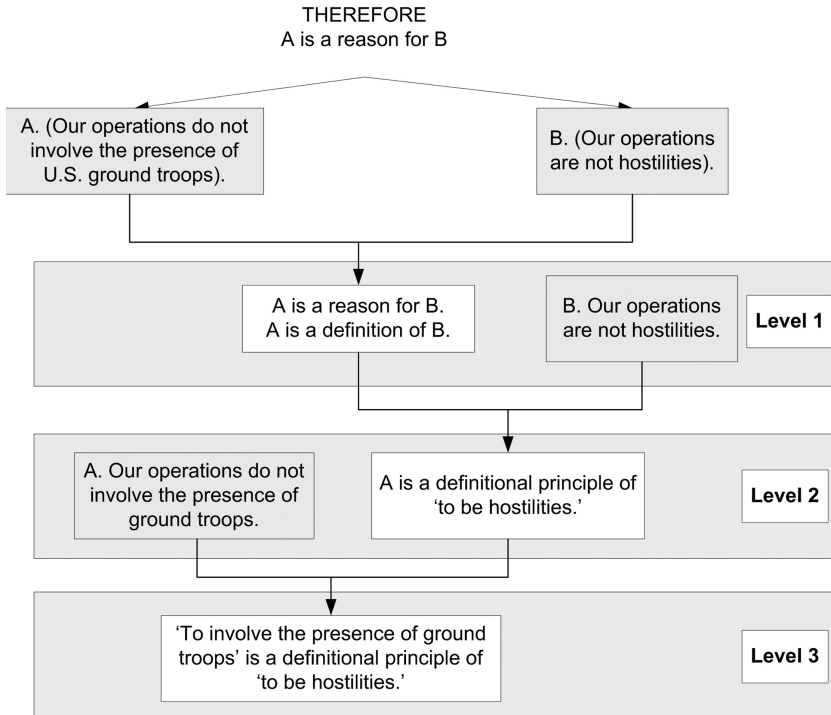 THEREFORE
A is a reason for B
A. (Our operations do not
involve the presence of
U.S. ground troops).
B. (Our operations
are not hostilities).
A is a reason for B.
A is a definition of B.
B. Our operations
are not hostilities.
Level 1
A. Our operations do not
involve the presence of
ground troops.
A is a definitional principle of
‘to be hostilities.’
Level 2
‘To involve the presence of ground
troops’ is a definitional principle of
‘to be hostilities.’
Level 3